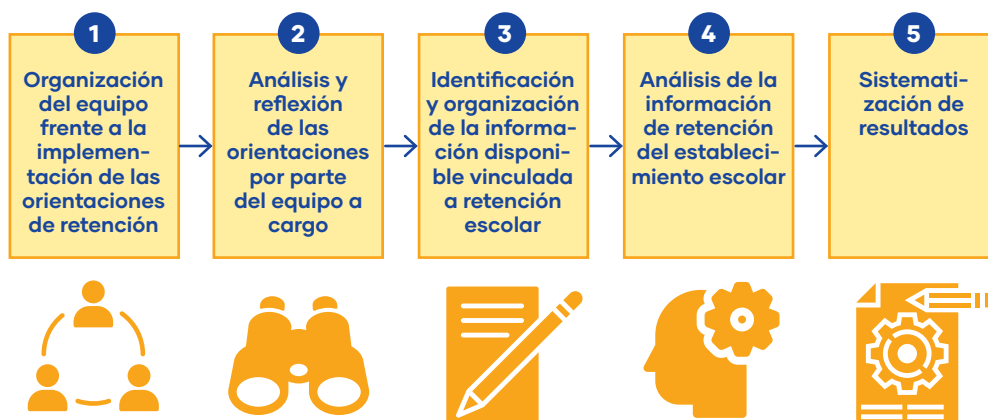 1
Organización
del equipo
frente a la
implemen-
tación de las
orientaciones
de retención
2
Análisis y
reflexión
de las
orientaciones
por parte
del equipo a
cargo
3
Identificación
y organización
de la informa-
ción disponi-
ble vinculada
a retención
escolar
4
Análisis de la
información
de retención
del estableci-
miento escolar
5
Sistemati-
zación de
resultados